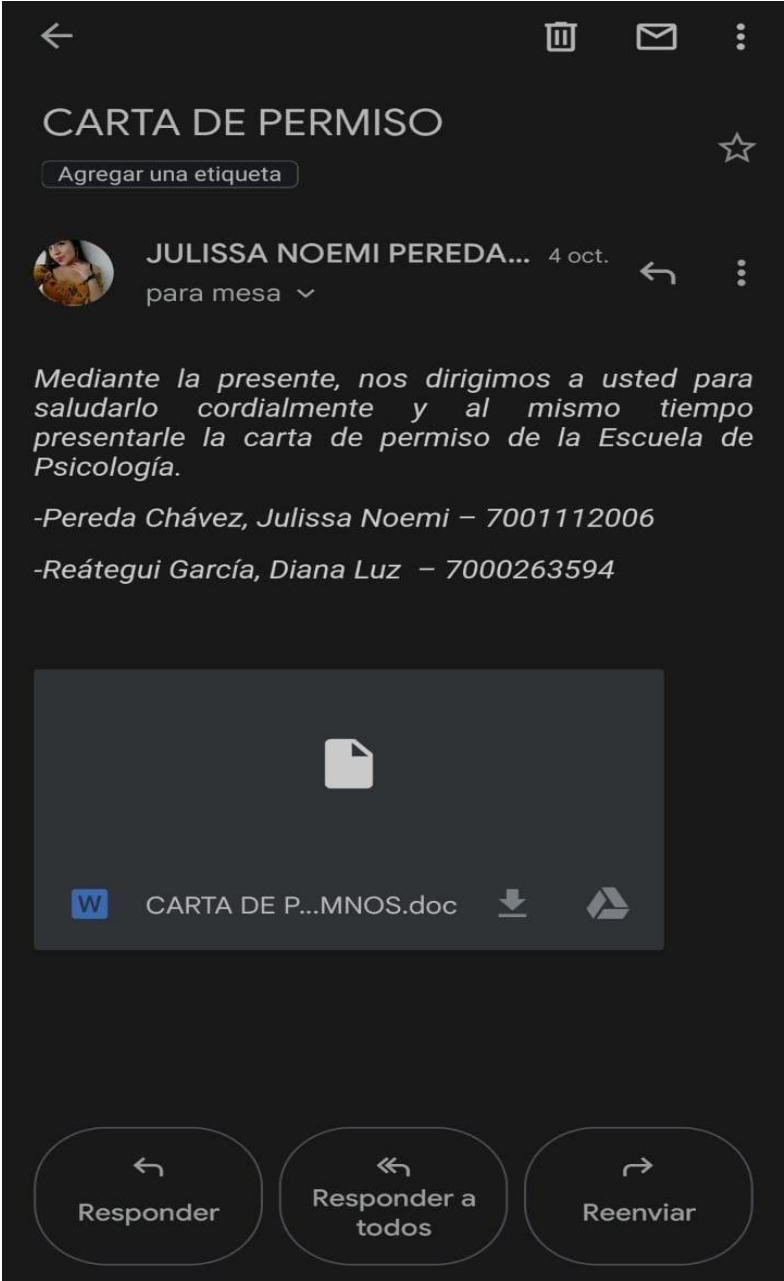 CARTA DE PERMISO
Agregar una etiqueta
JULISSA NOEMI PEREDA... 4 oct.
para mesa
Mediante la presente, nos dirigimos a usted para
saludarlo cordialmente y al mismo tiempo
presentarle la carta de permiso de la Escuela de
Psicología.
-Pereda Chávez, Julissa Noemi – 7001112006
-Reátegui García, Diana Luz – 7000263594
W CARTA DE P...MNOS.doc
Responder
Responder a
todos
Reenviar